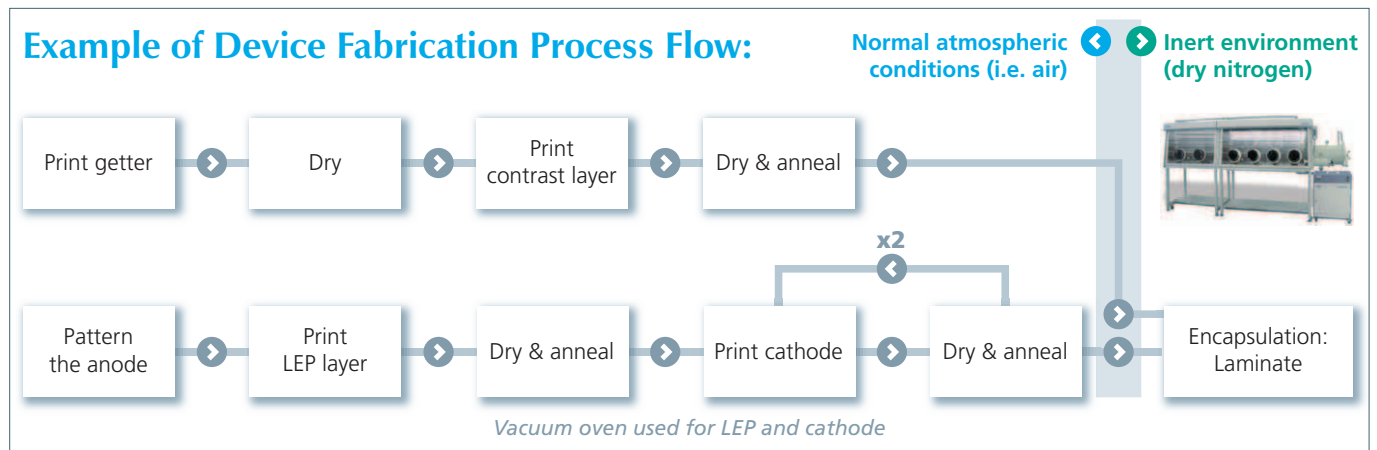 Example of Device Fabrication Process Flow:
Normal atmospheric
conditions (i.e. air)
Inert environment
(dry nitrogen)
Print getter
Dry
Print
contrast layer
Dry & anneal
x2
Pattern
the anode
Print
LEP layer
Dry & anneal
Print cathode
Dry & anneal
Encapsulation:
Laminate
Vacuum oven used for LEP and cathode